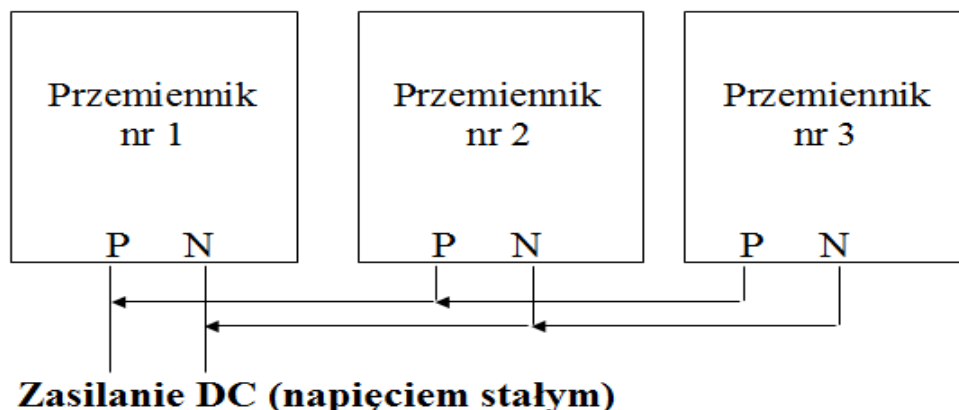 Przemiennik
nr 1
Przemiennik
nr 2
Przemiennik
nr 3
P N
P N
P N
Zasilanie DC (napięciem stałym)